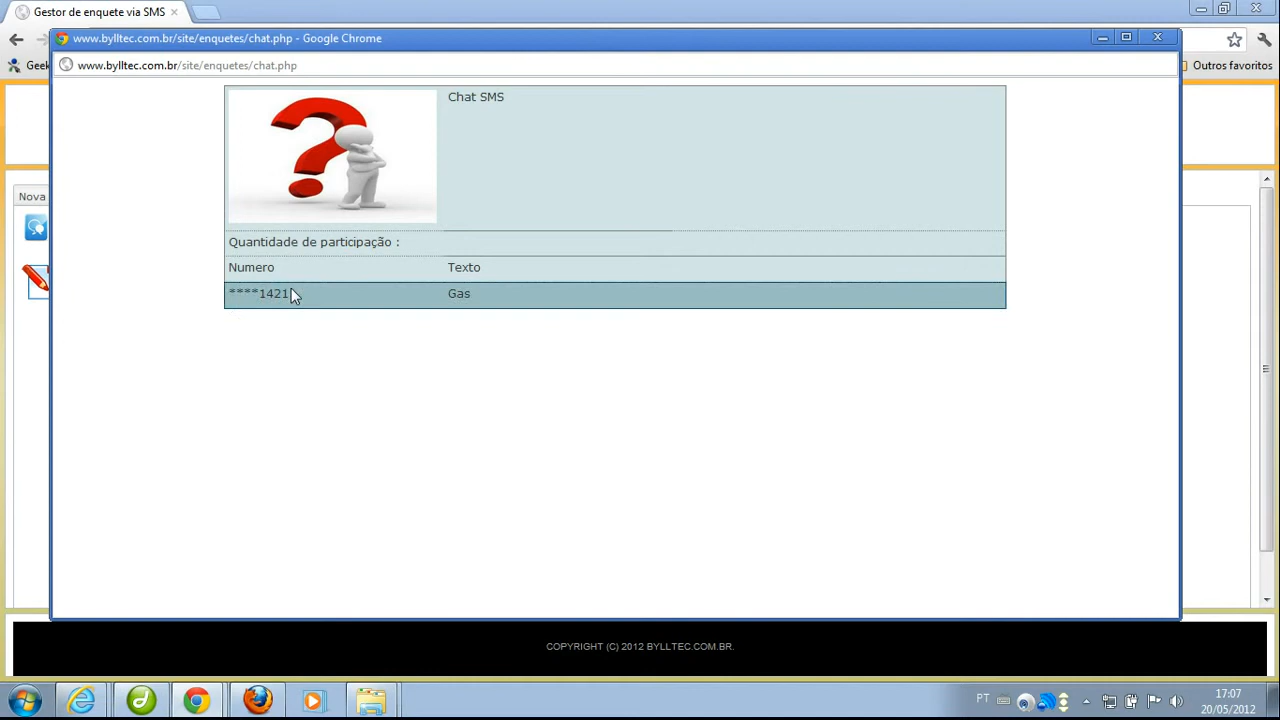 Gestor de enquete via SMS
www.bylltec.com.br/site/enquetes/chat.php - Google Chrome
Geek
www.bylltec.com.br/site/enquetes/chat.php
Outros favoritos
Chat SMS
Nova
Quantidade de participação :
Numero Texto
****1421 Gas
COPYRIGHT (C) 2012 BYLLTEC.COM.BR.
PT
17:07
20/05/2012